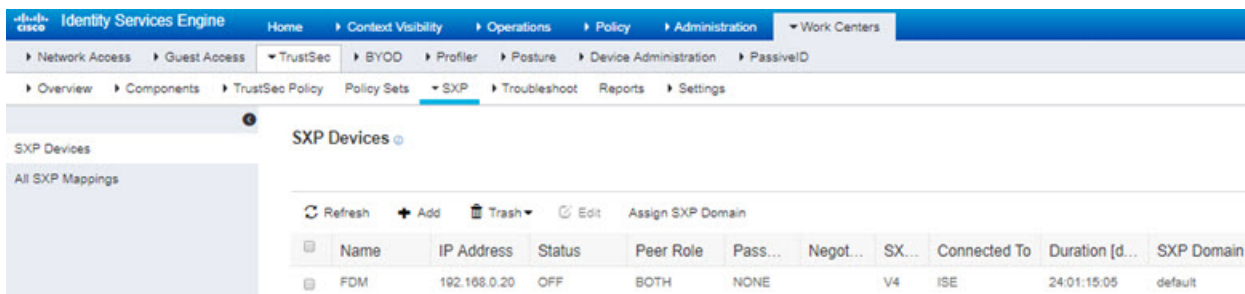 cisco Identity Services Engine Home Context Visibility Operations Policy Administration Work Centers
Network Access Guest Access TrustSec BYOD Profiler Posture Device Administration PassiveID
Overview Components TrustSec Policy Policy Sets SXP Troubleshoot Reports Settings
SXP Devices
All SXP Mappings
SXP Devices
Refresh Add Trash Edit Assign SXP Domain
Name IP Address Status Peer Role Pass... Negot... SX... Connected To Duration [d... SXP Domain
FDM 192.168.0.20 OFF BOTH NONE V4 ISE 24:01:15:05 default